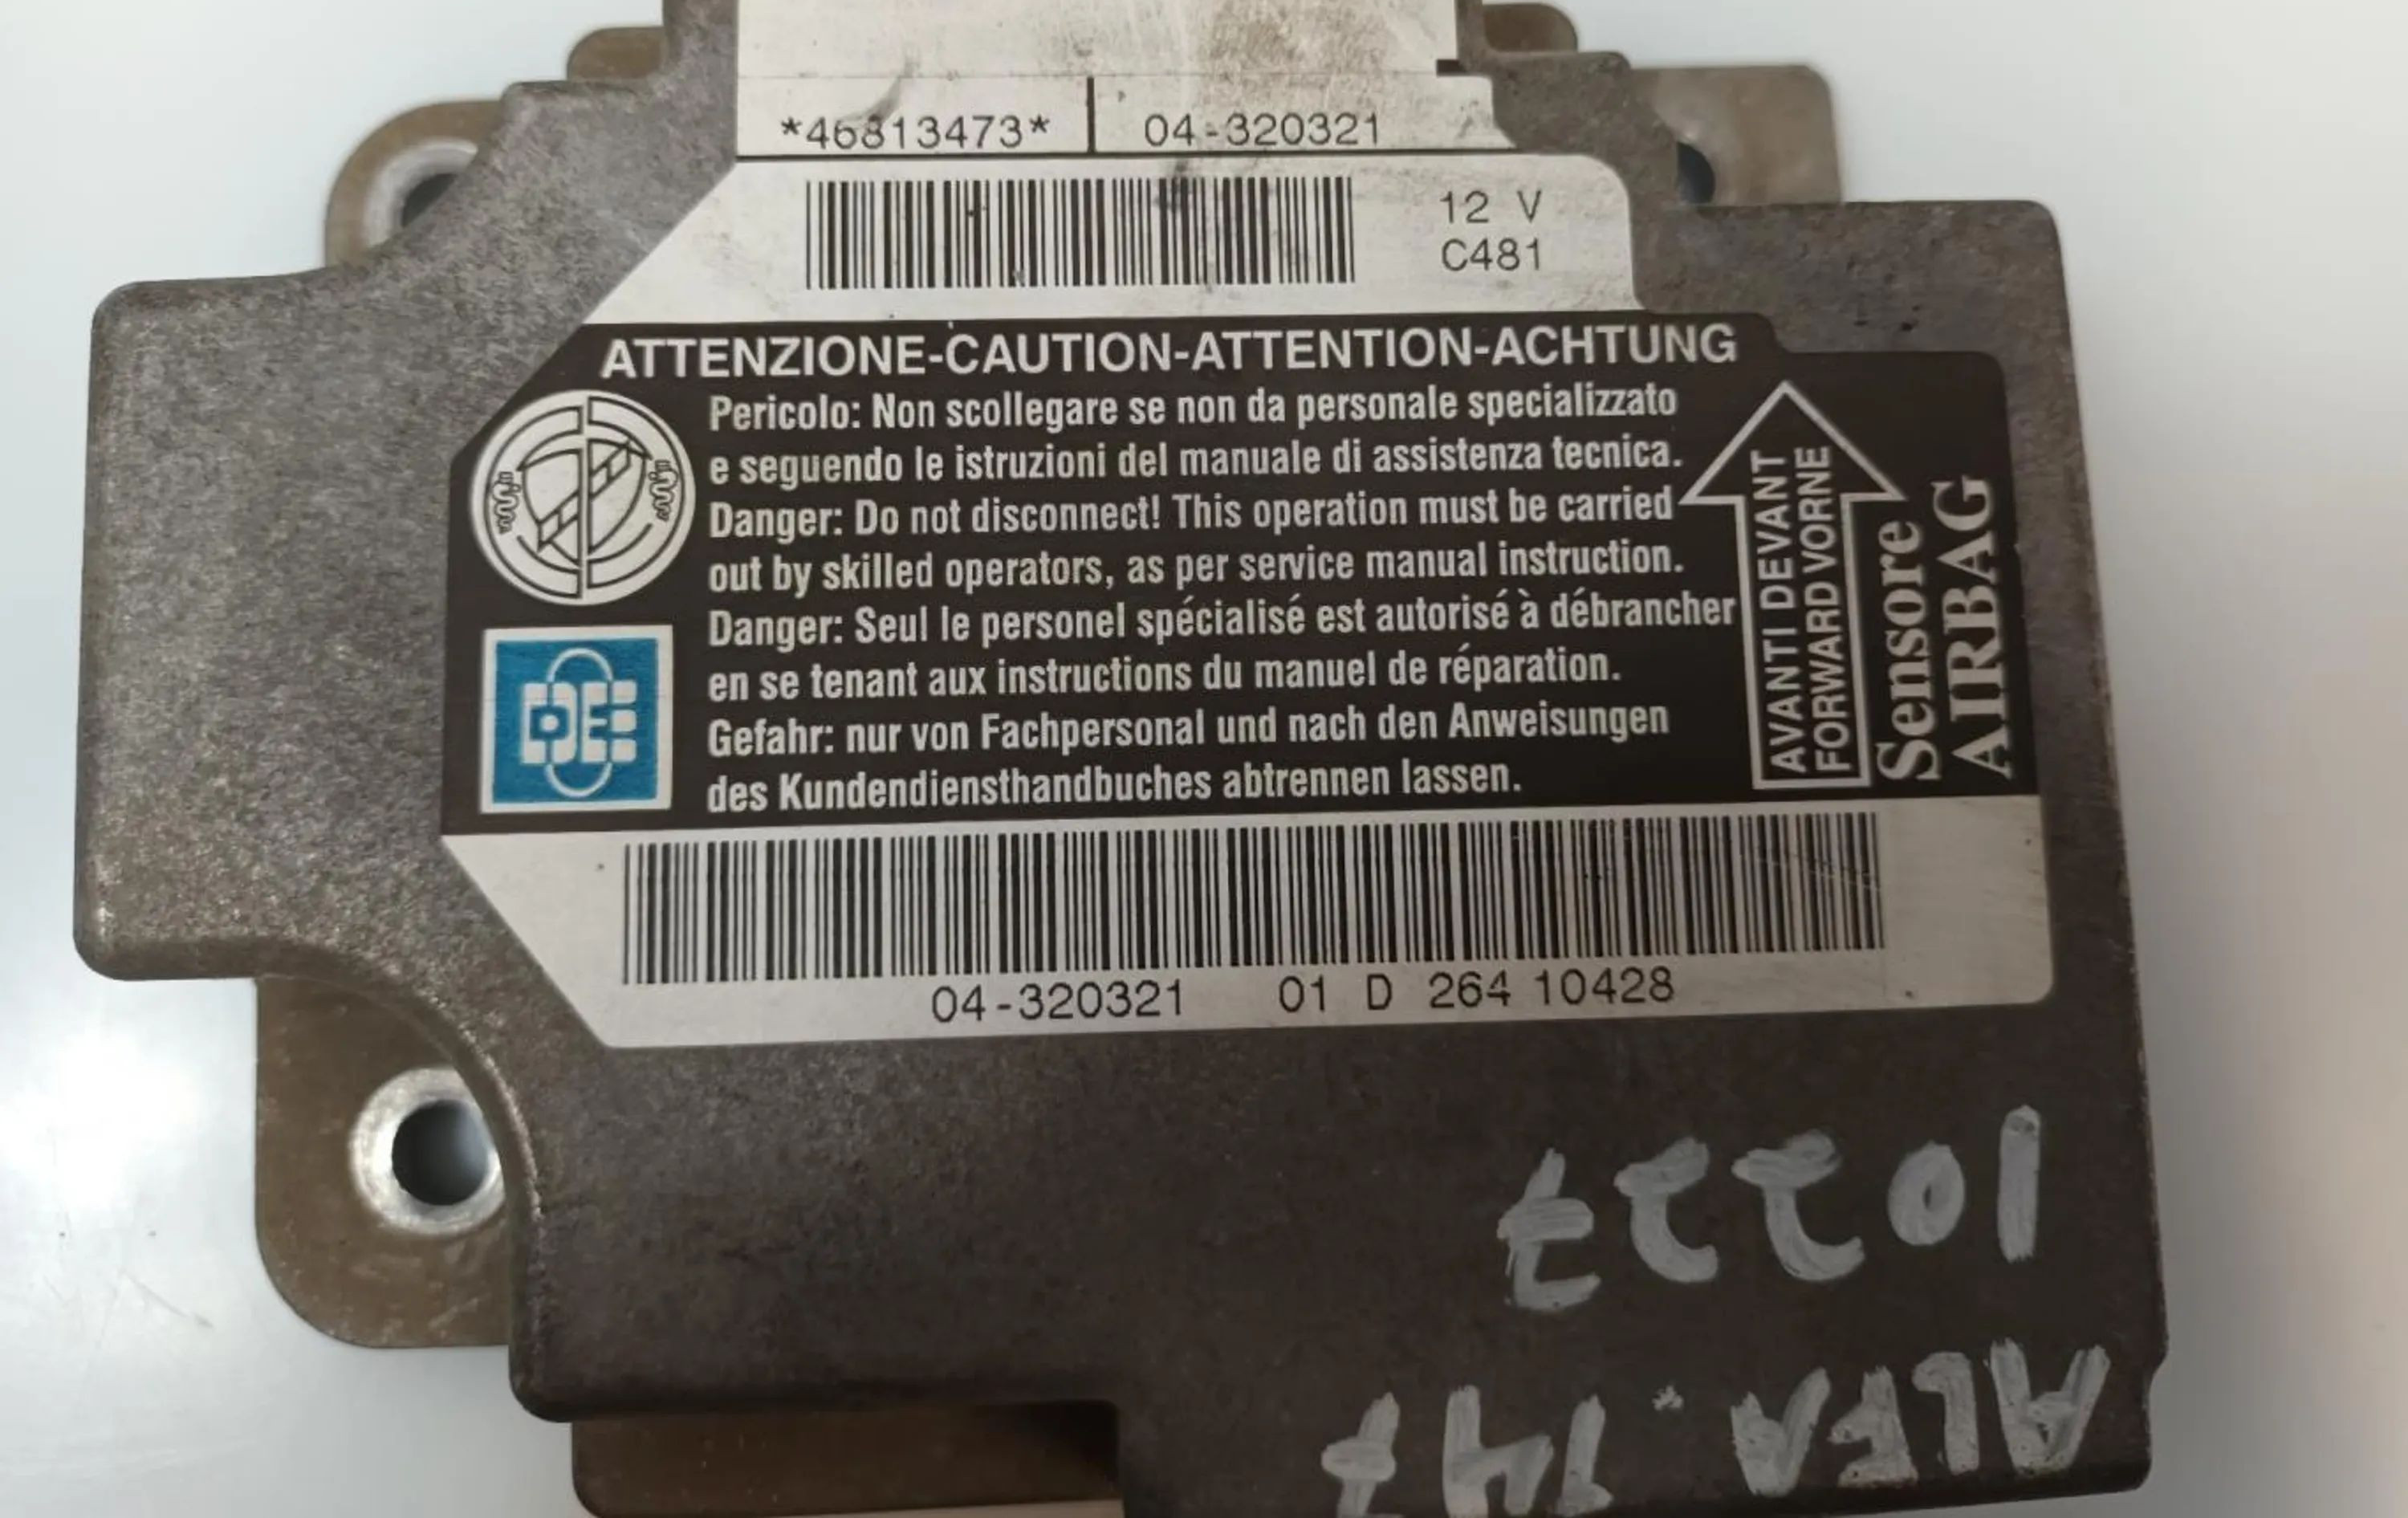 *46813473* 04-320321
12 V
C481
ATTENZIONE-CAUTION-ATTENTION-ACHTUNG
Pericolo: Non scollegare se non da personale specializzato
e seguendo le istruzioni del manuale di assistenza tecnica.
Danger: Do not disconnect! This operation must be carried
out by skilled operators, as per service manual instruction.
Danger: Seul le personel spécialisé est autorisé à débrancher
en se tenant aux instructions du manuel de réparation.
Gefahr: nur von Fachpersonal und nach den Anweisungen
des Kundendiensthandbuches abtrennen lassen.
AVANTI DEVANT
FORWARD VORNE
Sensore
AIRBAG
04-320321 01 D 264 10428
10227
ALFA 147